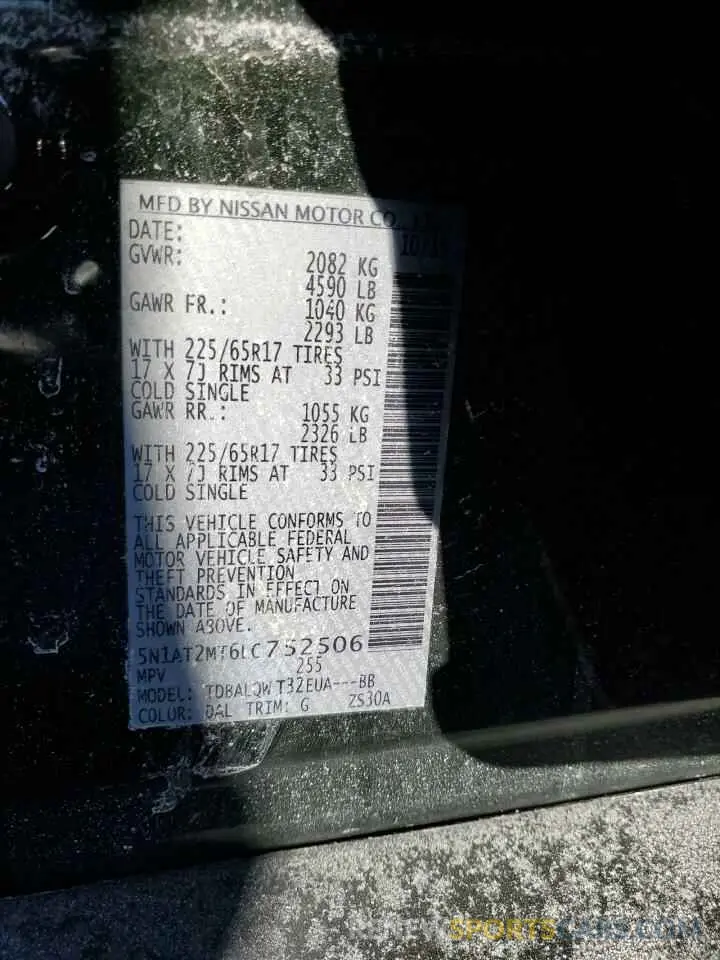 MFD BY NISSAN MOTOR CO.
DATE:
GVWR: 2082 KG
4590 LB
GAWR FR.: 1040 KG
2293 LB
WITH 225/65R17 TIRES
17 X 7J RIMS AT 33 PSI
COLD SINGLE
GAWR RR.: 1055 KG
2326 LB
WITH 225/65R17 TIRES
17 X 7J RIMS AT 33 PSI
COLD SINGLE
THIS VEHICLE CONFORMS TO
ALL APPLICABLE FEDERAL
MOTOR VEHICLE SAFETY AND
THEFT PREVENTION
STANDARDS IN EFFECT ON
THE DATE OF MANUFACTURE
SHOWN ABOVE.
5N1AT2MT6LC752506
MPV 255
MODEL: TDBALQWT32EUA---BB
COLOR: DAL TRIM: G ZS30A
SPORTSCARS.COM